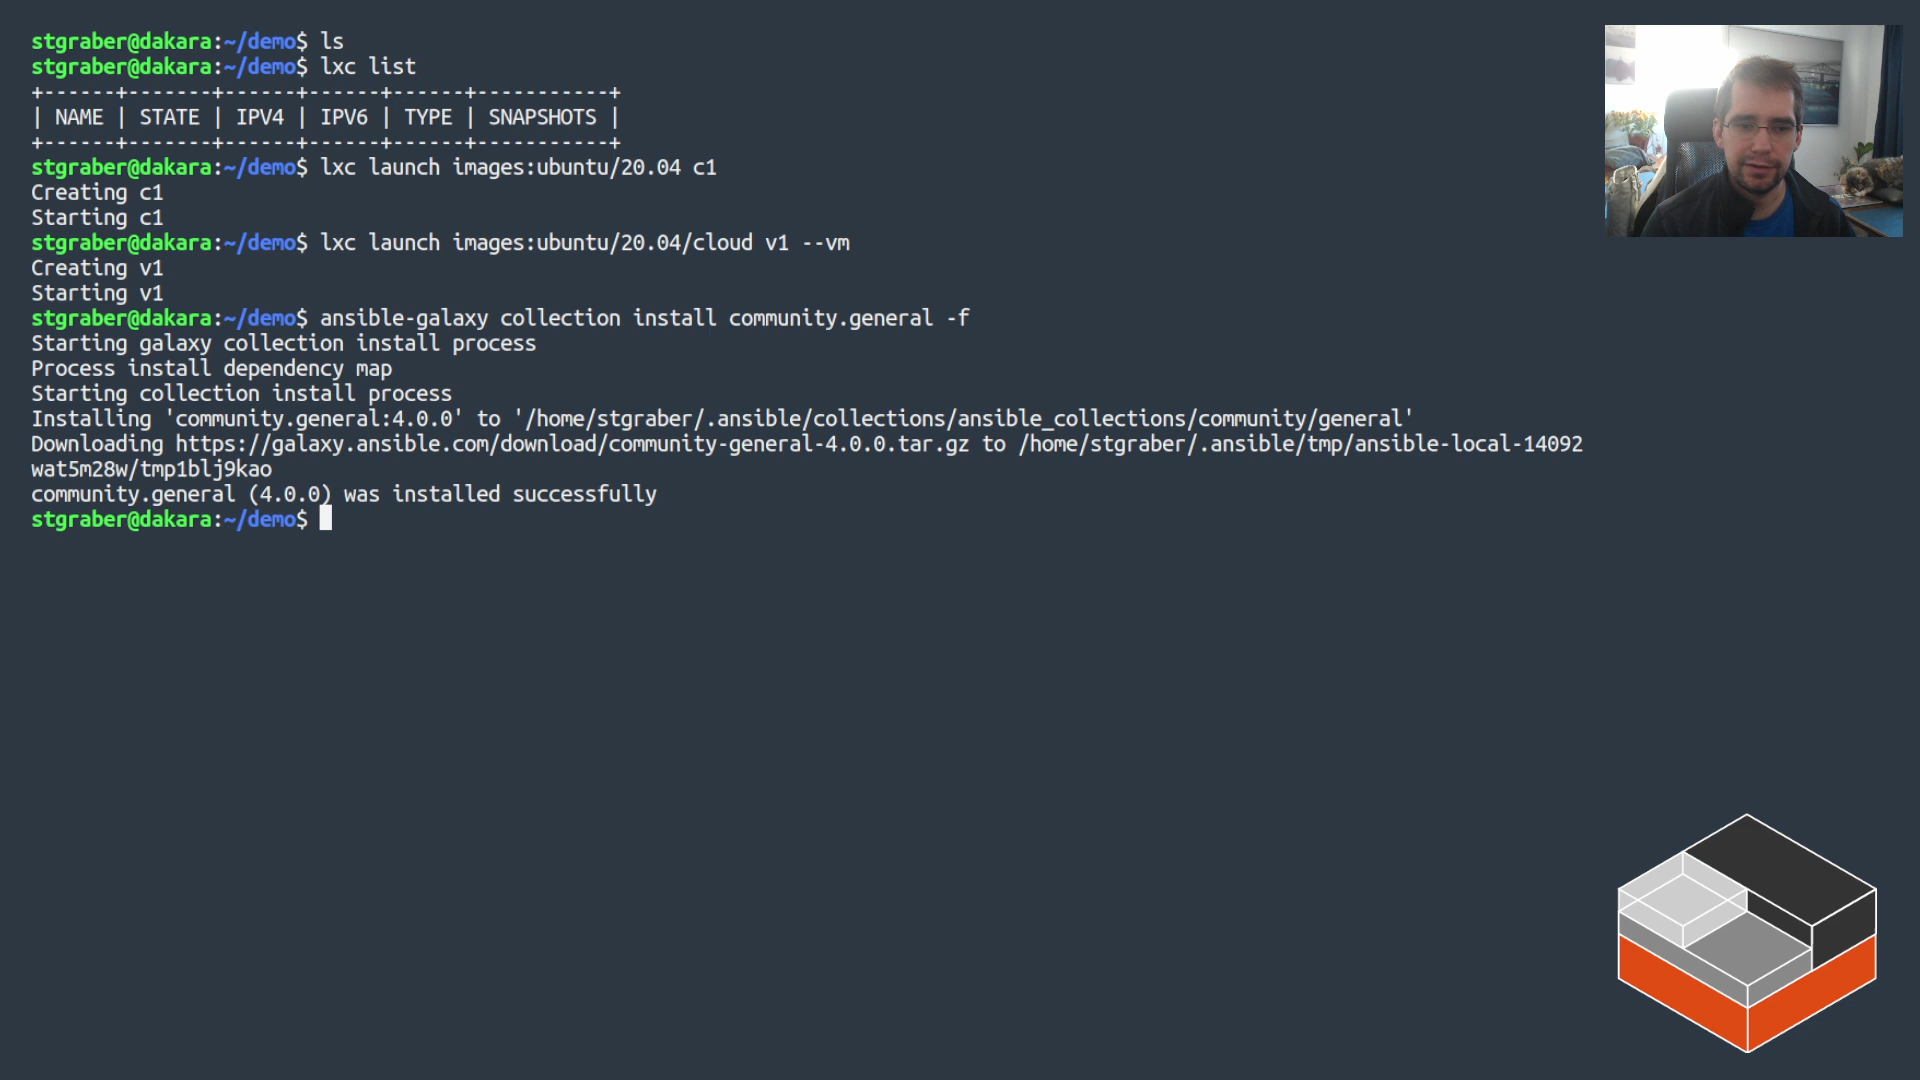 stgraber@dakara:~/demo$ ls
stgraber@dakara:~/demo$ lxc list
+------+-------+------+------+------+-----------+
| NAME | STATE | IPV4 | IPV6 | TYPE | SNAPSHOTS |
+------+-------+------+------+------+-----------+
stgraber@dakara:~/demo$ lxc launch images:ubuntu/20.04 c1
Creating c1
Starting c1
stgraber@dakara:~/demo$ lxc launch images:ubuntu/20.04/cloud v1 --vm
Creating v1
Starting v1
stgraber@dakara:~/demo$ ansible-galaxy collection install community.general -f
Starting galaxy collection install process
Process install dependency map
Starting collection install process
Installing 'community.general:4.0.0' to '/home/stgraber/.ansible/collections/ansible_collections/community/general'
Downloading https://galaxy.ansible.com/download/community-general-4.0.0.tar.gz to /home/stgraber/.ansible/tmp/ansible-local-14092
wat5m28w/tmp1blj9kao
community.general (4.0.0) was installed successfully
stgraber@dakara:~/demo$